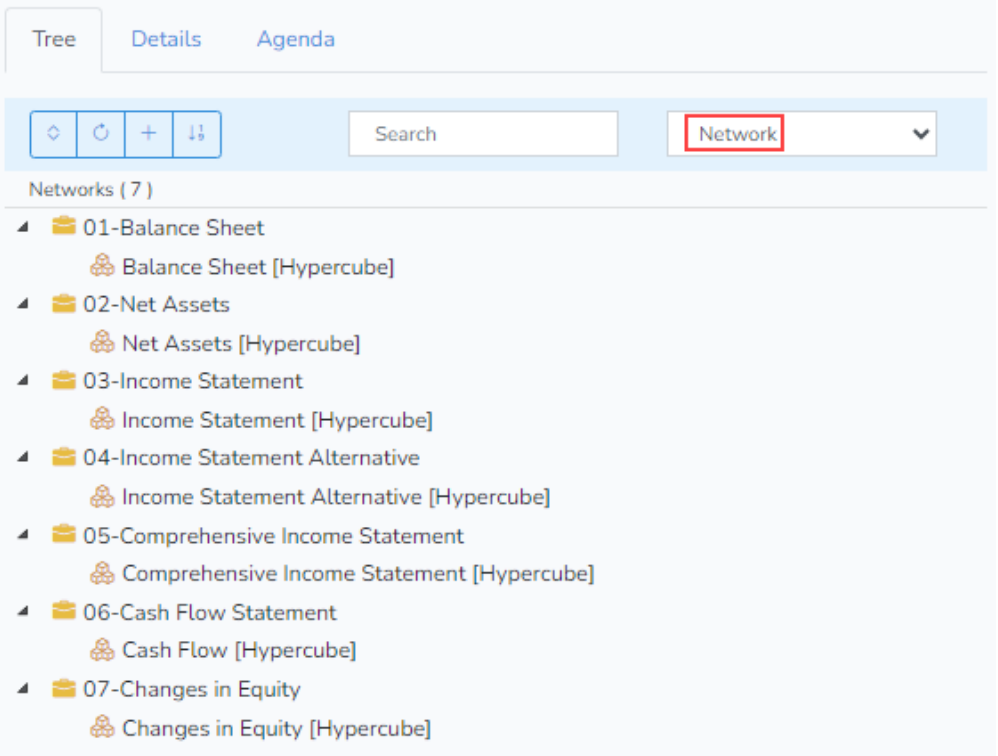 Tree Details Agenda
Search Network
Networks ( 7 )
01-Balance Sheet
Balance Sheet [Hypercube]
02-Net Assets
Net Assets [Hypercube]
03-Income Statement
Income Statement [Hypercube]
04-Income Statement Alternative
Income Statement Alternative [Hypercube]
05-Comprehensive Income Statement
Comprehensive Income Statement [Hypercube]
06-Cash Flow Statement
Cash Flow [Hypercube]
07-Changes in Equity
Changes in Equity [Hypercube]